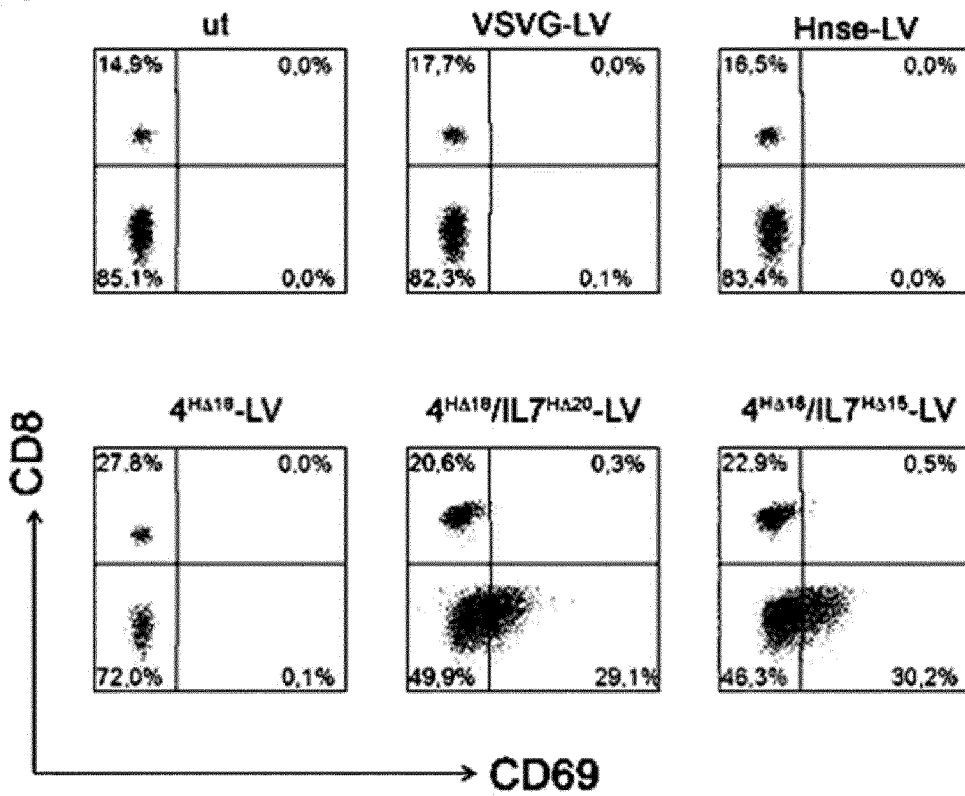 ut
VSVG-LV
Hnse-LV
14,9% 0,0%
17,7% 0,0%
16,5% 0,0%
85,1% 0,0%
82,3% 0,1%
83,4% 0,0%
4HΔ18-LV
4HΔ18/IL7HΔ20-LV
4HΔ18/IL7HΔ15-LV
27,8% 0,0%
20,6% 0,3%
22,9% 0,5%
72,0% 0,1%
49,9% 29,1%
46,3% 30,2%
CD8
CD69